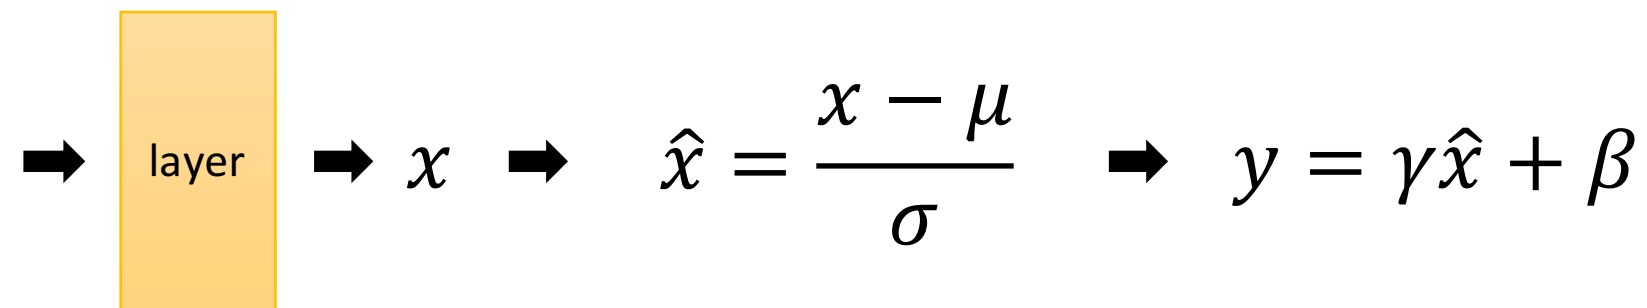 layer ➡ x ➡ x̂ = (x − μ) / σ ➡ y = γx̂ + β